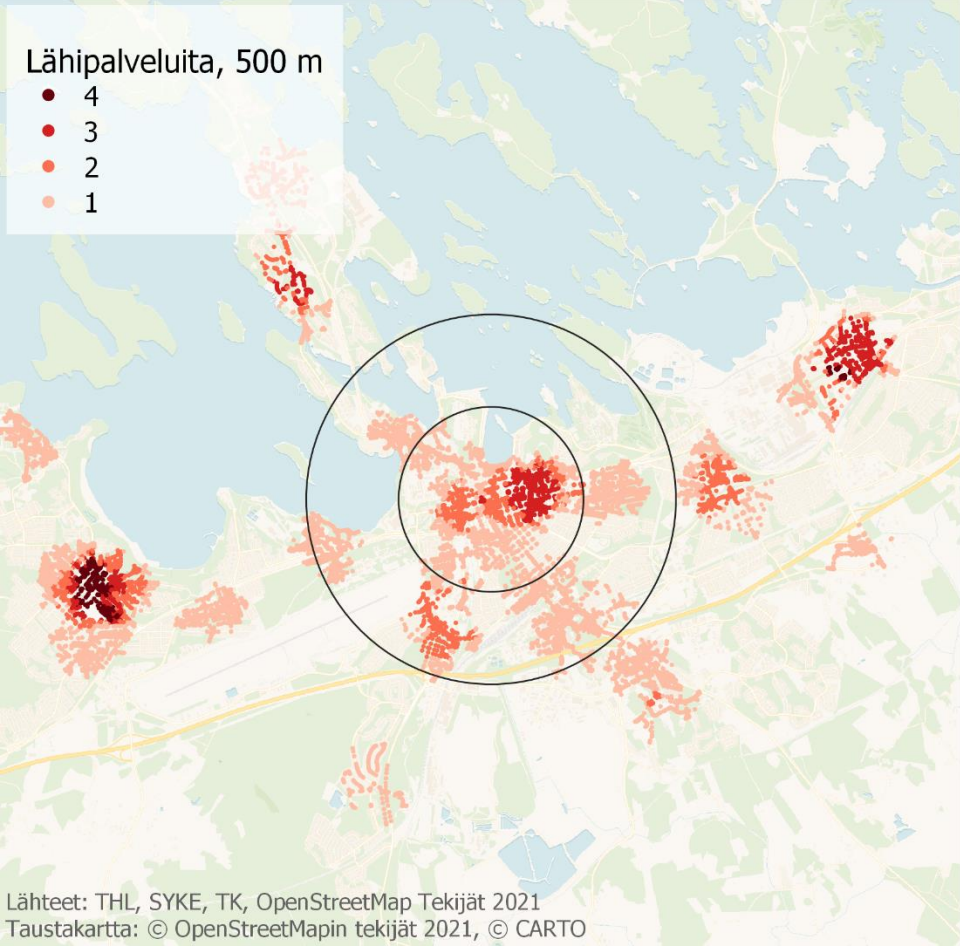 Lähipalveluita, 500 m
4
3
2
1
Lähteet: THL, SYKE, TK, OpenStreetMap Tekijät 2021
Taustakartta: © OpenStreetMapin tekijät 2021, © CARTO